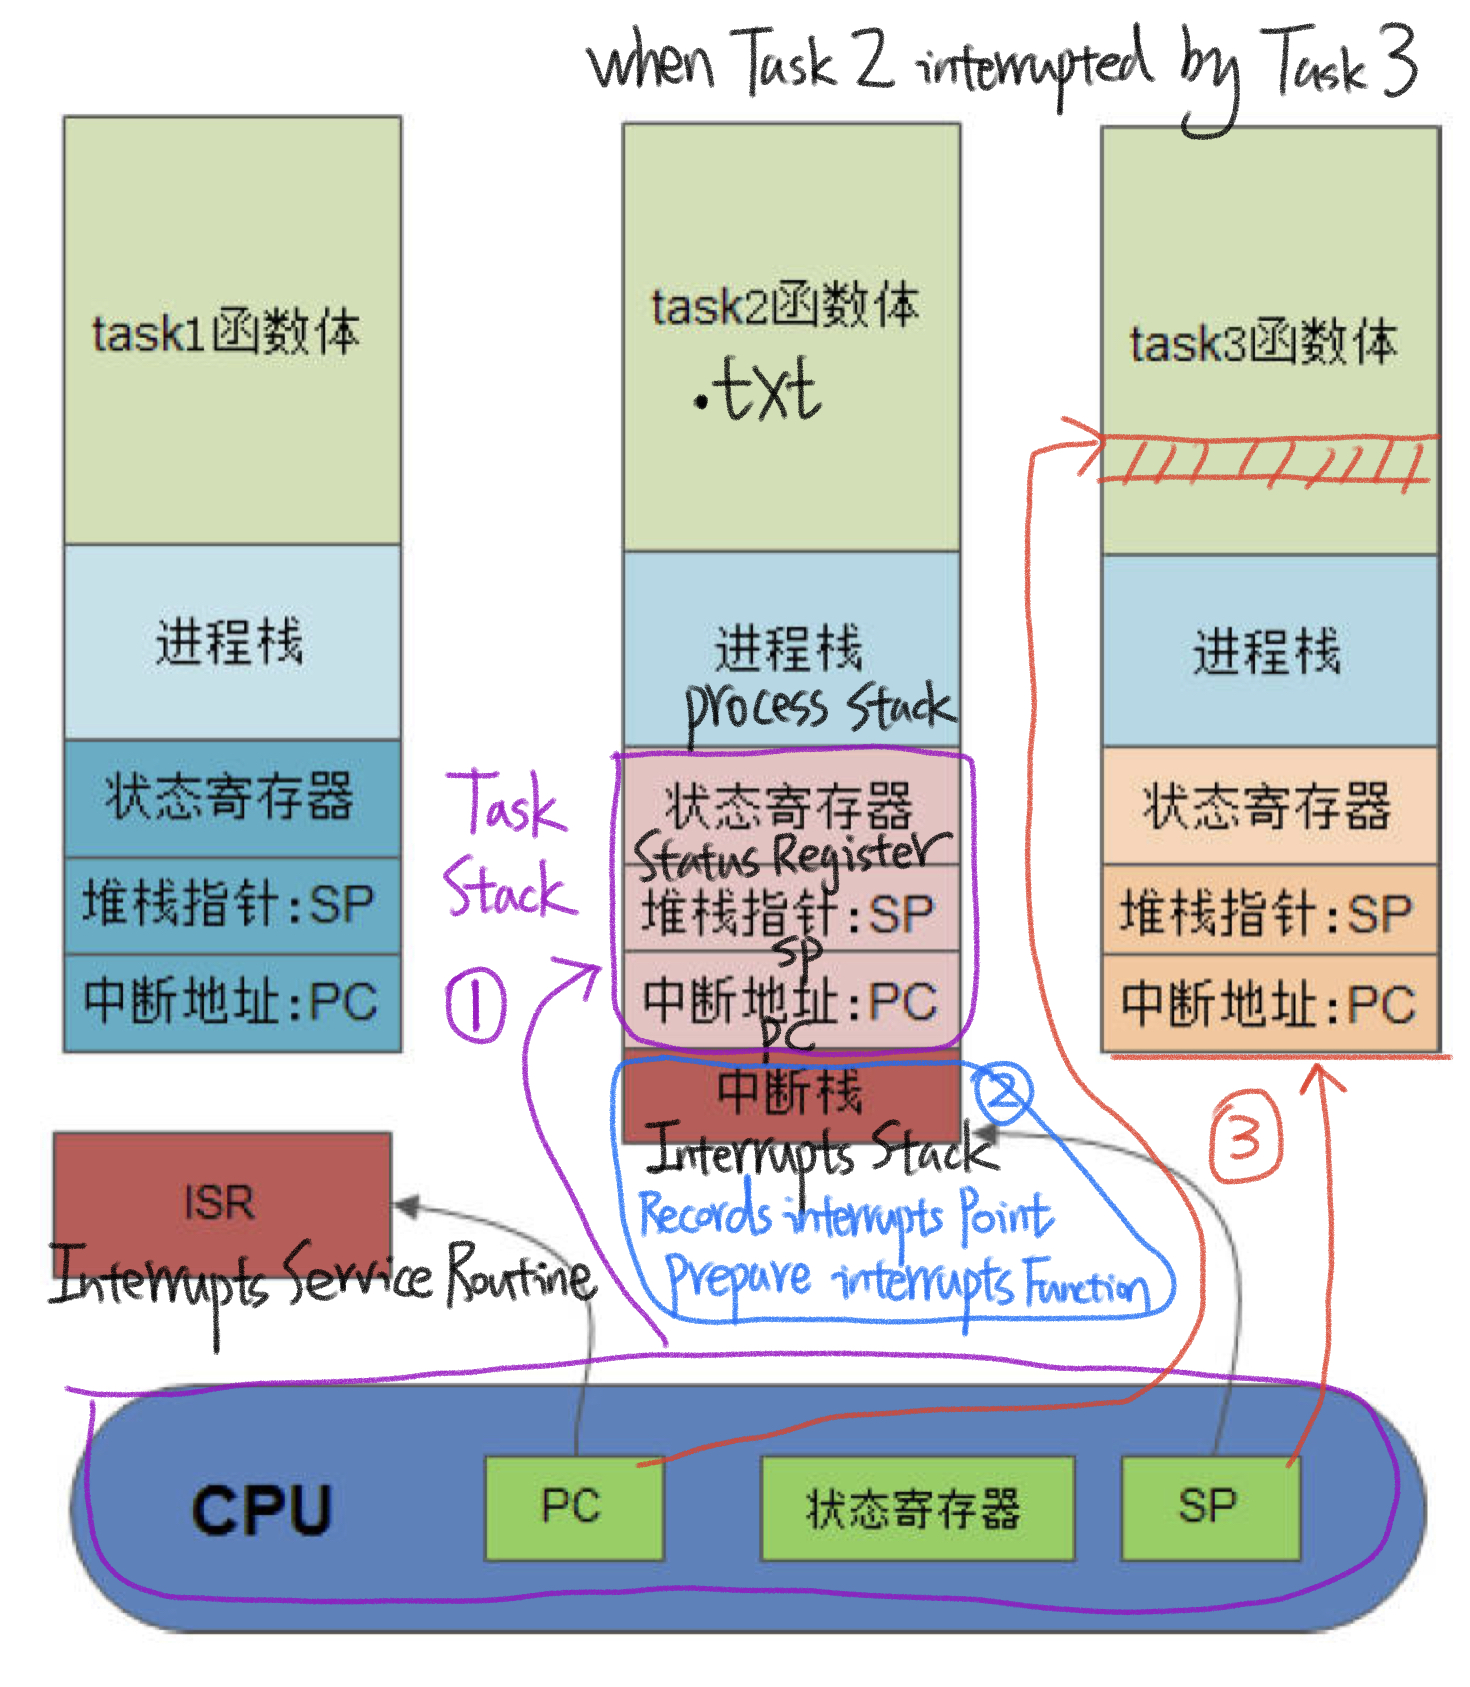 when Task 2 interrupted by Task 3
task1函数体
进程栈
状态寄存器
堆栈指针:SP
中断地址:PC
task2函数体
.txt
进程栈
process stack
Task
Stack
①
状态寄存器
Status Register
堆栈指针:SP
SP
中断地址:PC
PC
中断栈
②
Interrupts Stack
Records interrupts Point
Prepare interrupts Function
task3函数体
进程栈
状态寄存器
堆栈指针:SP
中断地址:PC
③
ISR
Interrupts Service Routine
CPU
PC
状态寄存器
SP